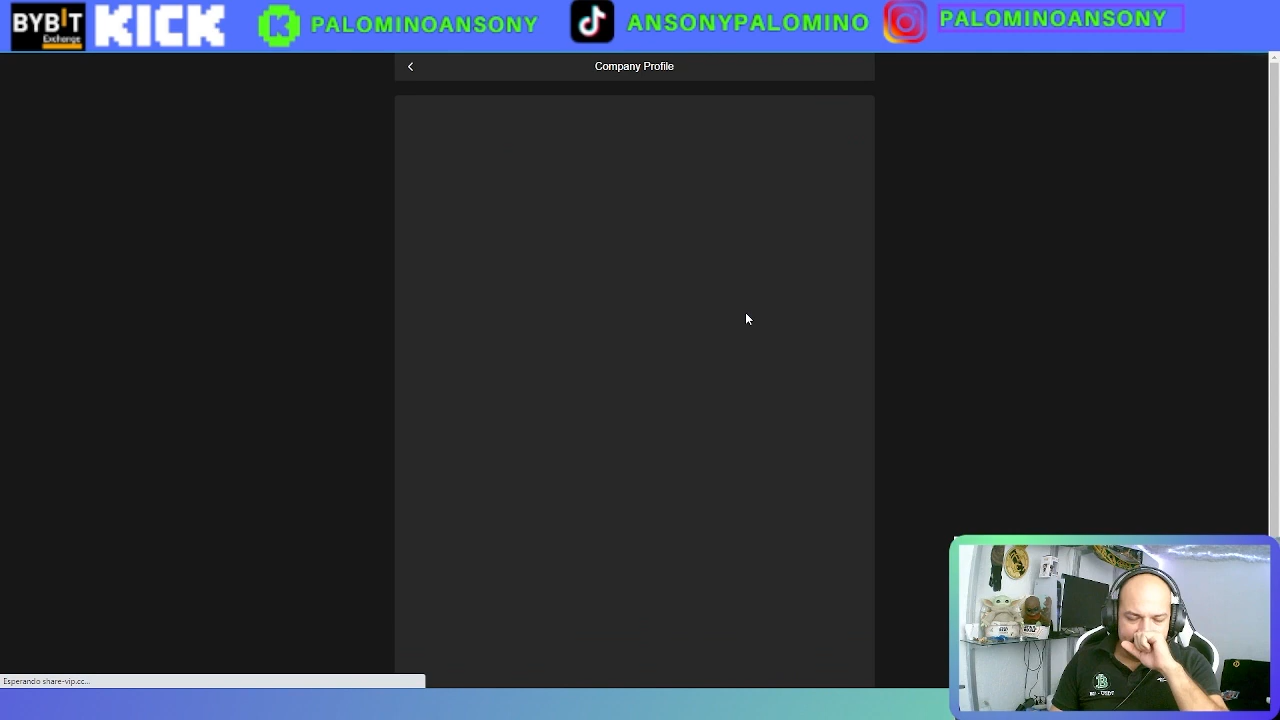 BYBIT
Exchange
KICK
PALOMINOANSONY
ANSONYPALOMINO
PALOMINOANSONY
Company Profile
Esperando share-vip.cc...